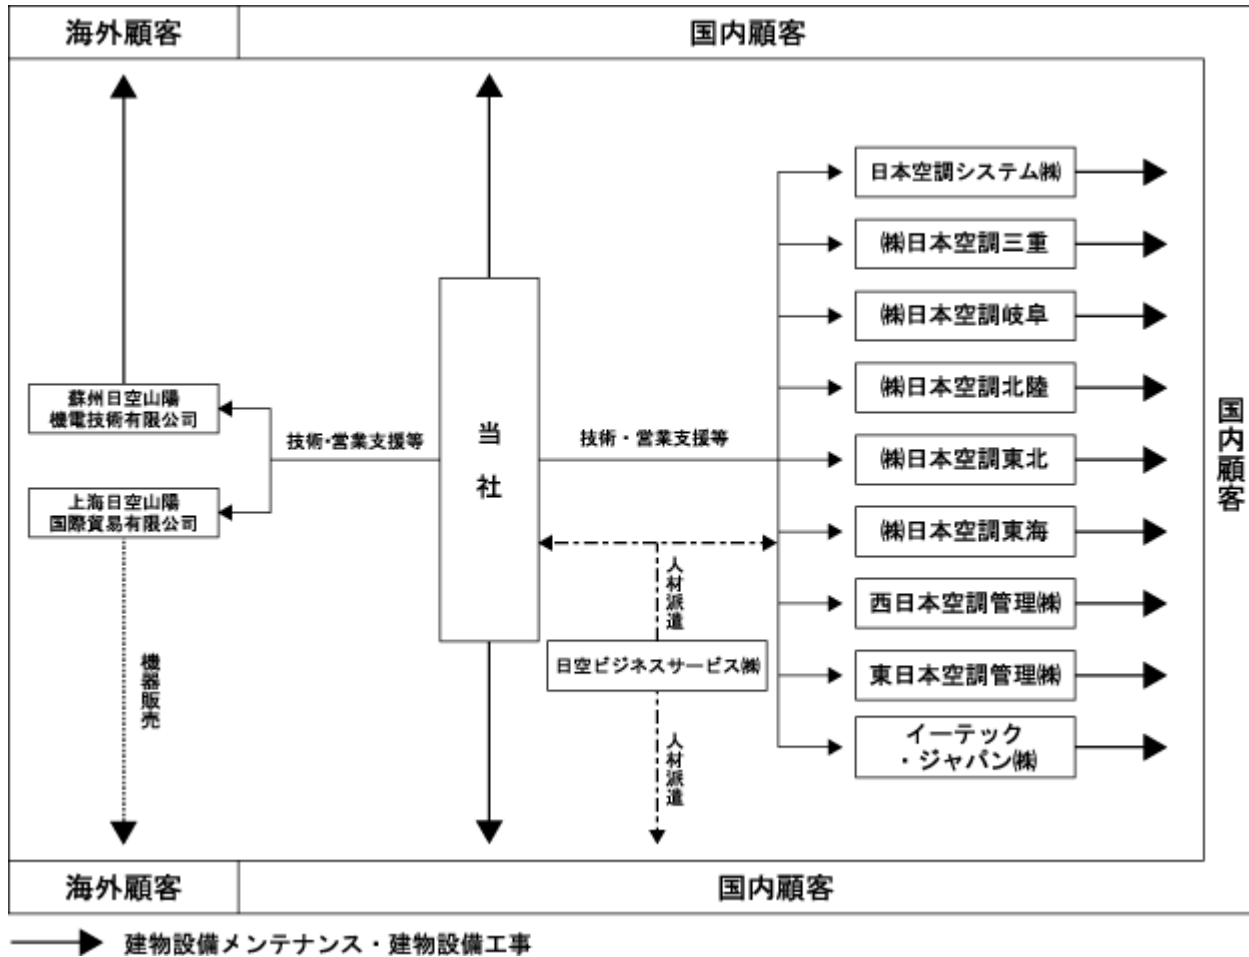 海外顧客
国内顧客
日本空調システム㈱
㈱日本空調三重
㈱日本空調岐阜
㈱日本空調北陸
㈱日本空調東北
㈱日本空調東海
西日本空調管理㈱
東日本空調管理㈱
イーテック
・ジャパン㈱
蘇州日空山陽
機電技術有限公司
上海日空山陽
国際貿易有限公司
技術・営業支援等
当社
技術・営業支援等
人材派遣
日空ビジネスサービス㈱
人材派遣
機器販売
国内顧客
海外顧客
国内顧客
建物設備メンテナンス・建物設備工事